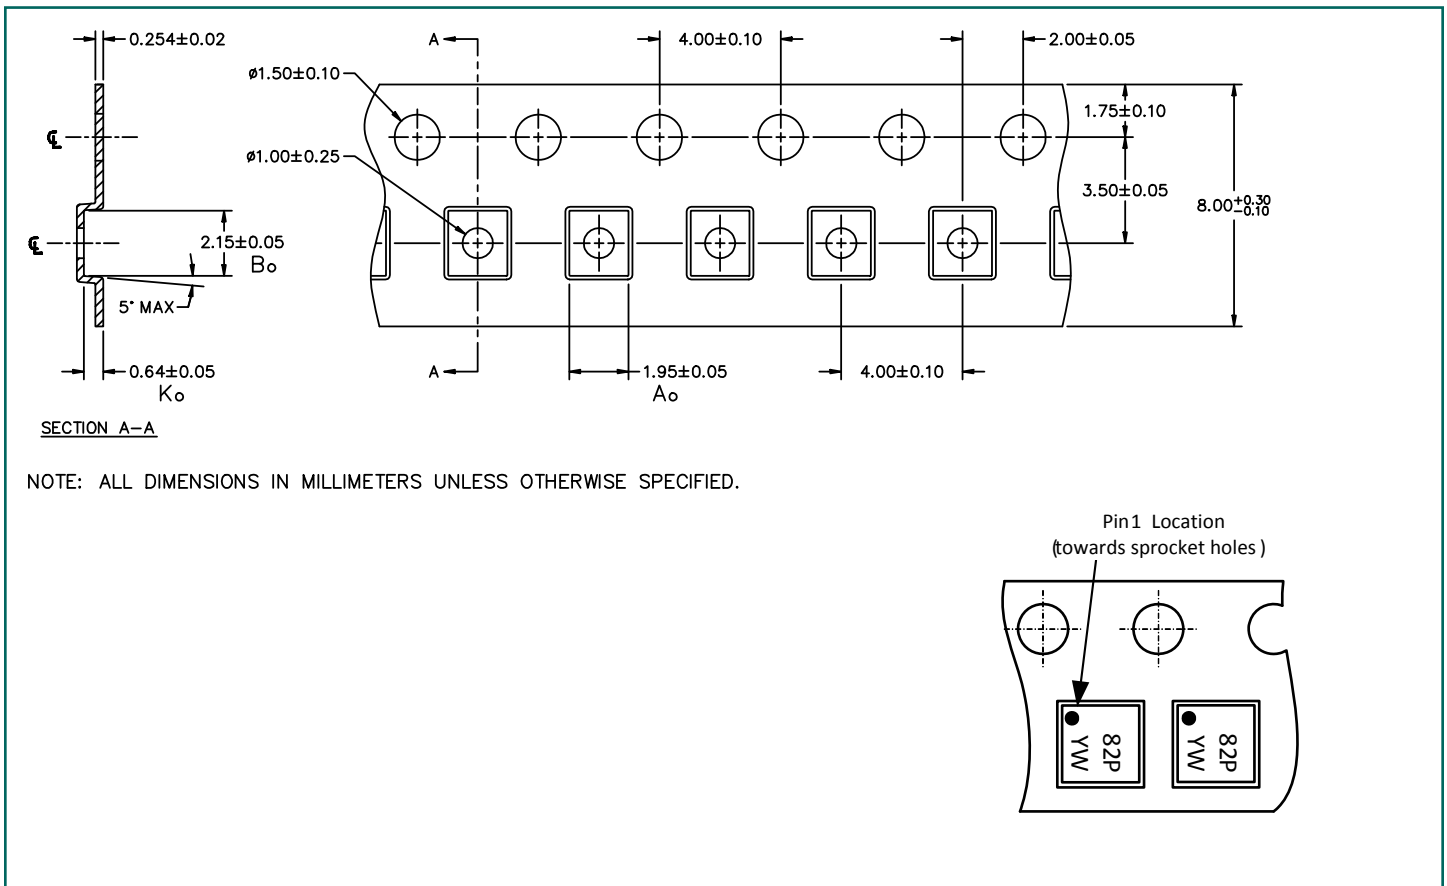 0.254±0.02
A
4.00±0.10
2.00±0.05
ø1.50±0.10
1.75±0.10
℄
ø1.00±0.25
3.50±0.05
8.00+0.30
-0.10
℄
2.15±0.05
Bo
5° MAX
0.64±0.05
Ko
A
1.95±0.05
Ao
4.00±0.10
SECTION A-A
NOTE: ALL DIMENSIONS IN MILLIMETERS UNLESS OTHERWISE SPECIFIED.
Pin1 Location
(towards sprocket holes )
82P
YW
82P
YW